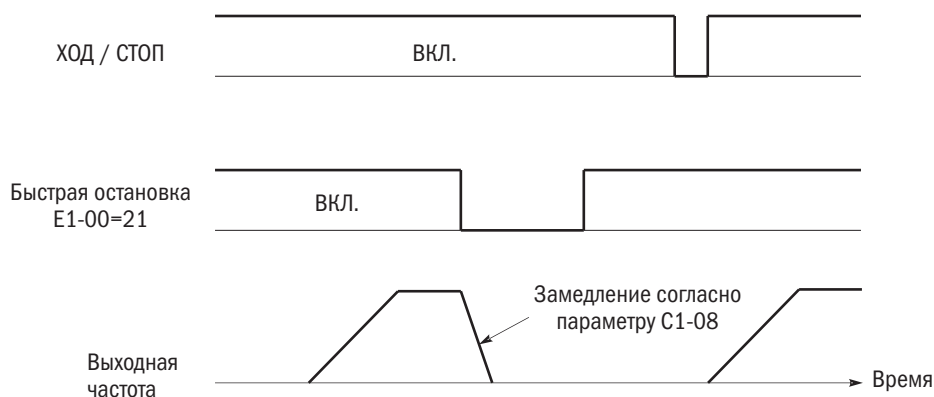 ХОД / СТОП
ВКЛ.
Быстрая остановка
E1-00=21
ВКЛ.
Замедление согласно
параметру C1-08
Выходная
частота
Время